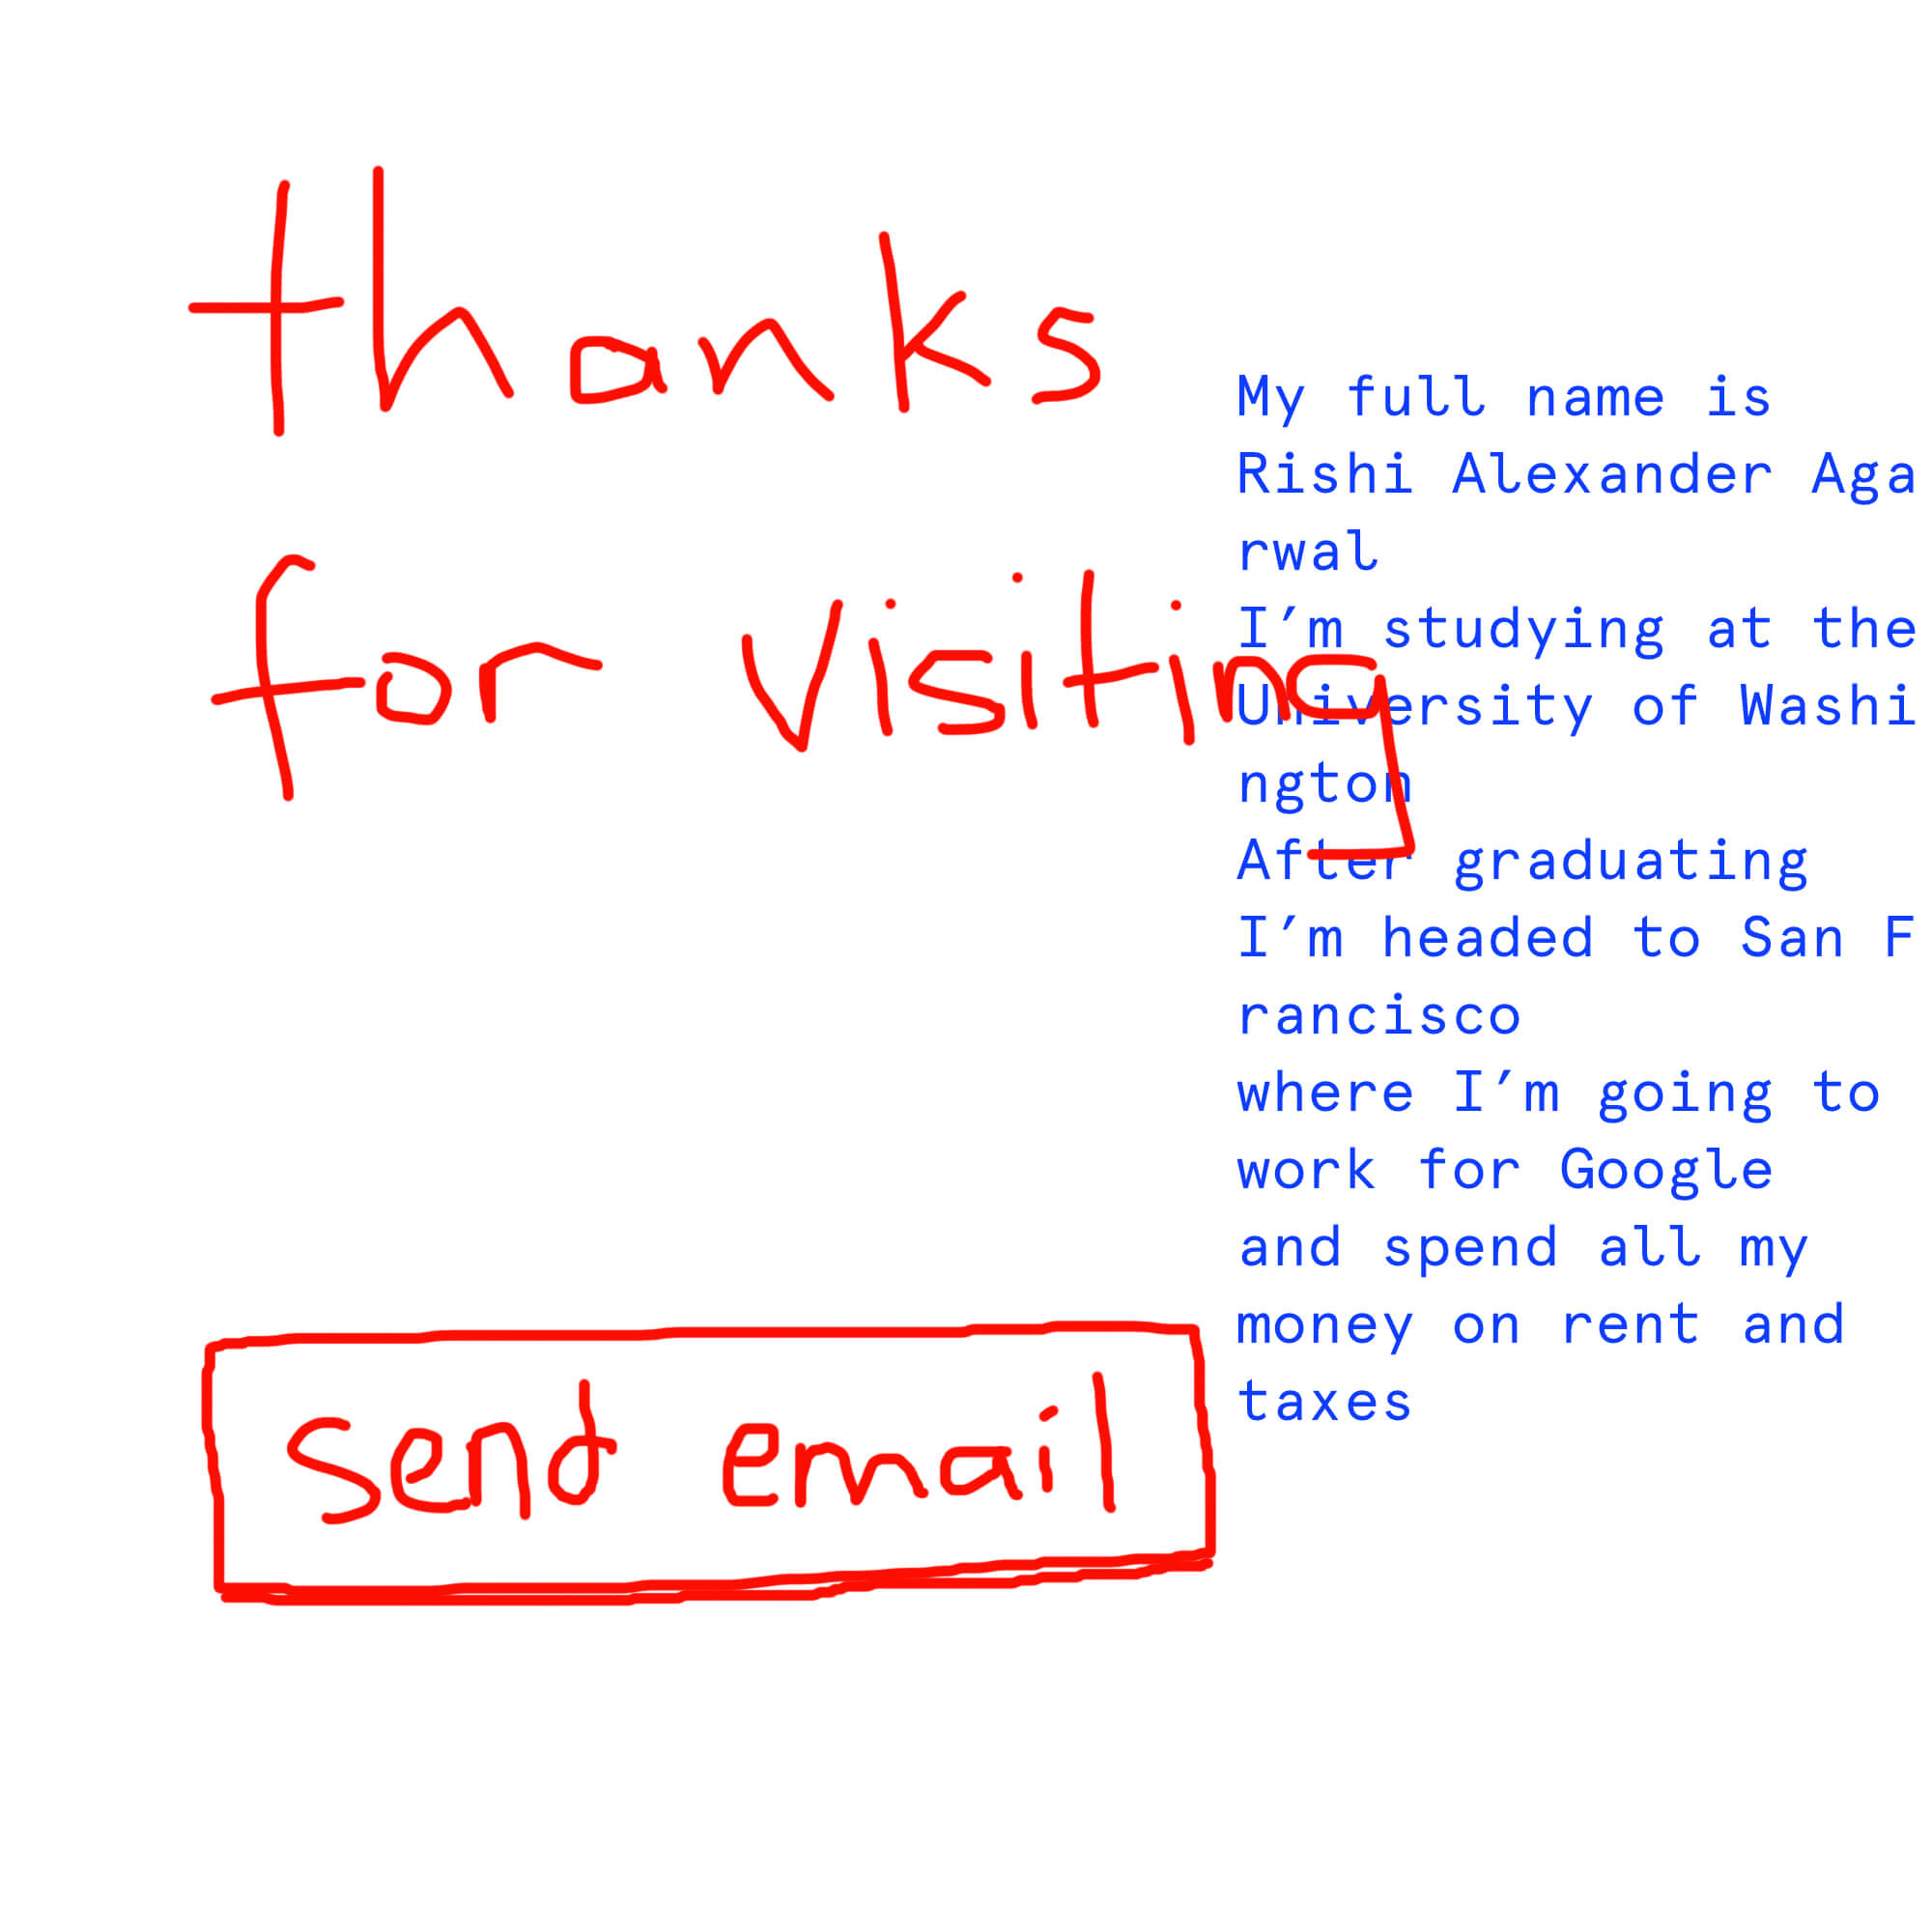 thanks
for visiting
My full name is
Rishi Alexander Aga
rwal
I'm studying at the
University of Washi
ngton
After graduating
I'm headed to San F
rancisco
where I'm going to
work for Google
and spend all my
money on rent and
taxes
send email